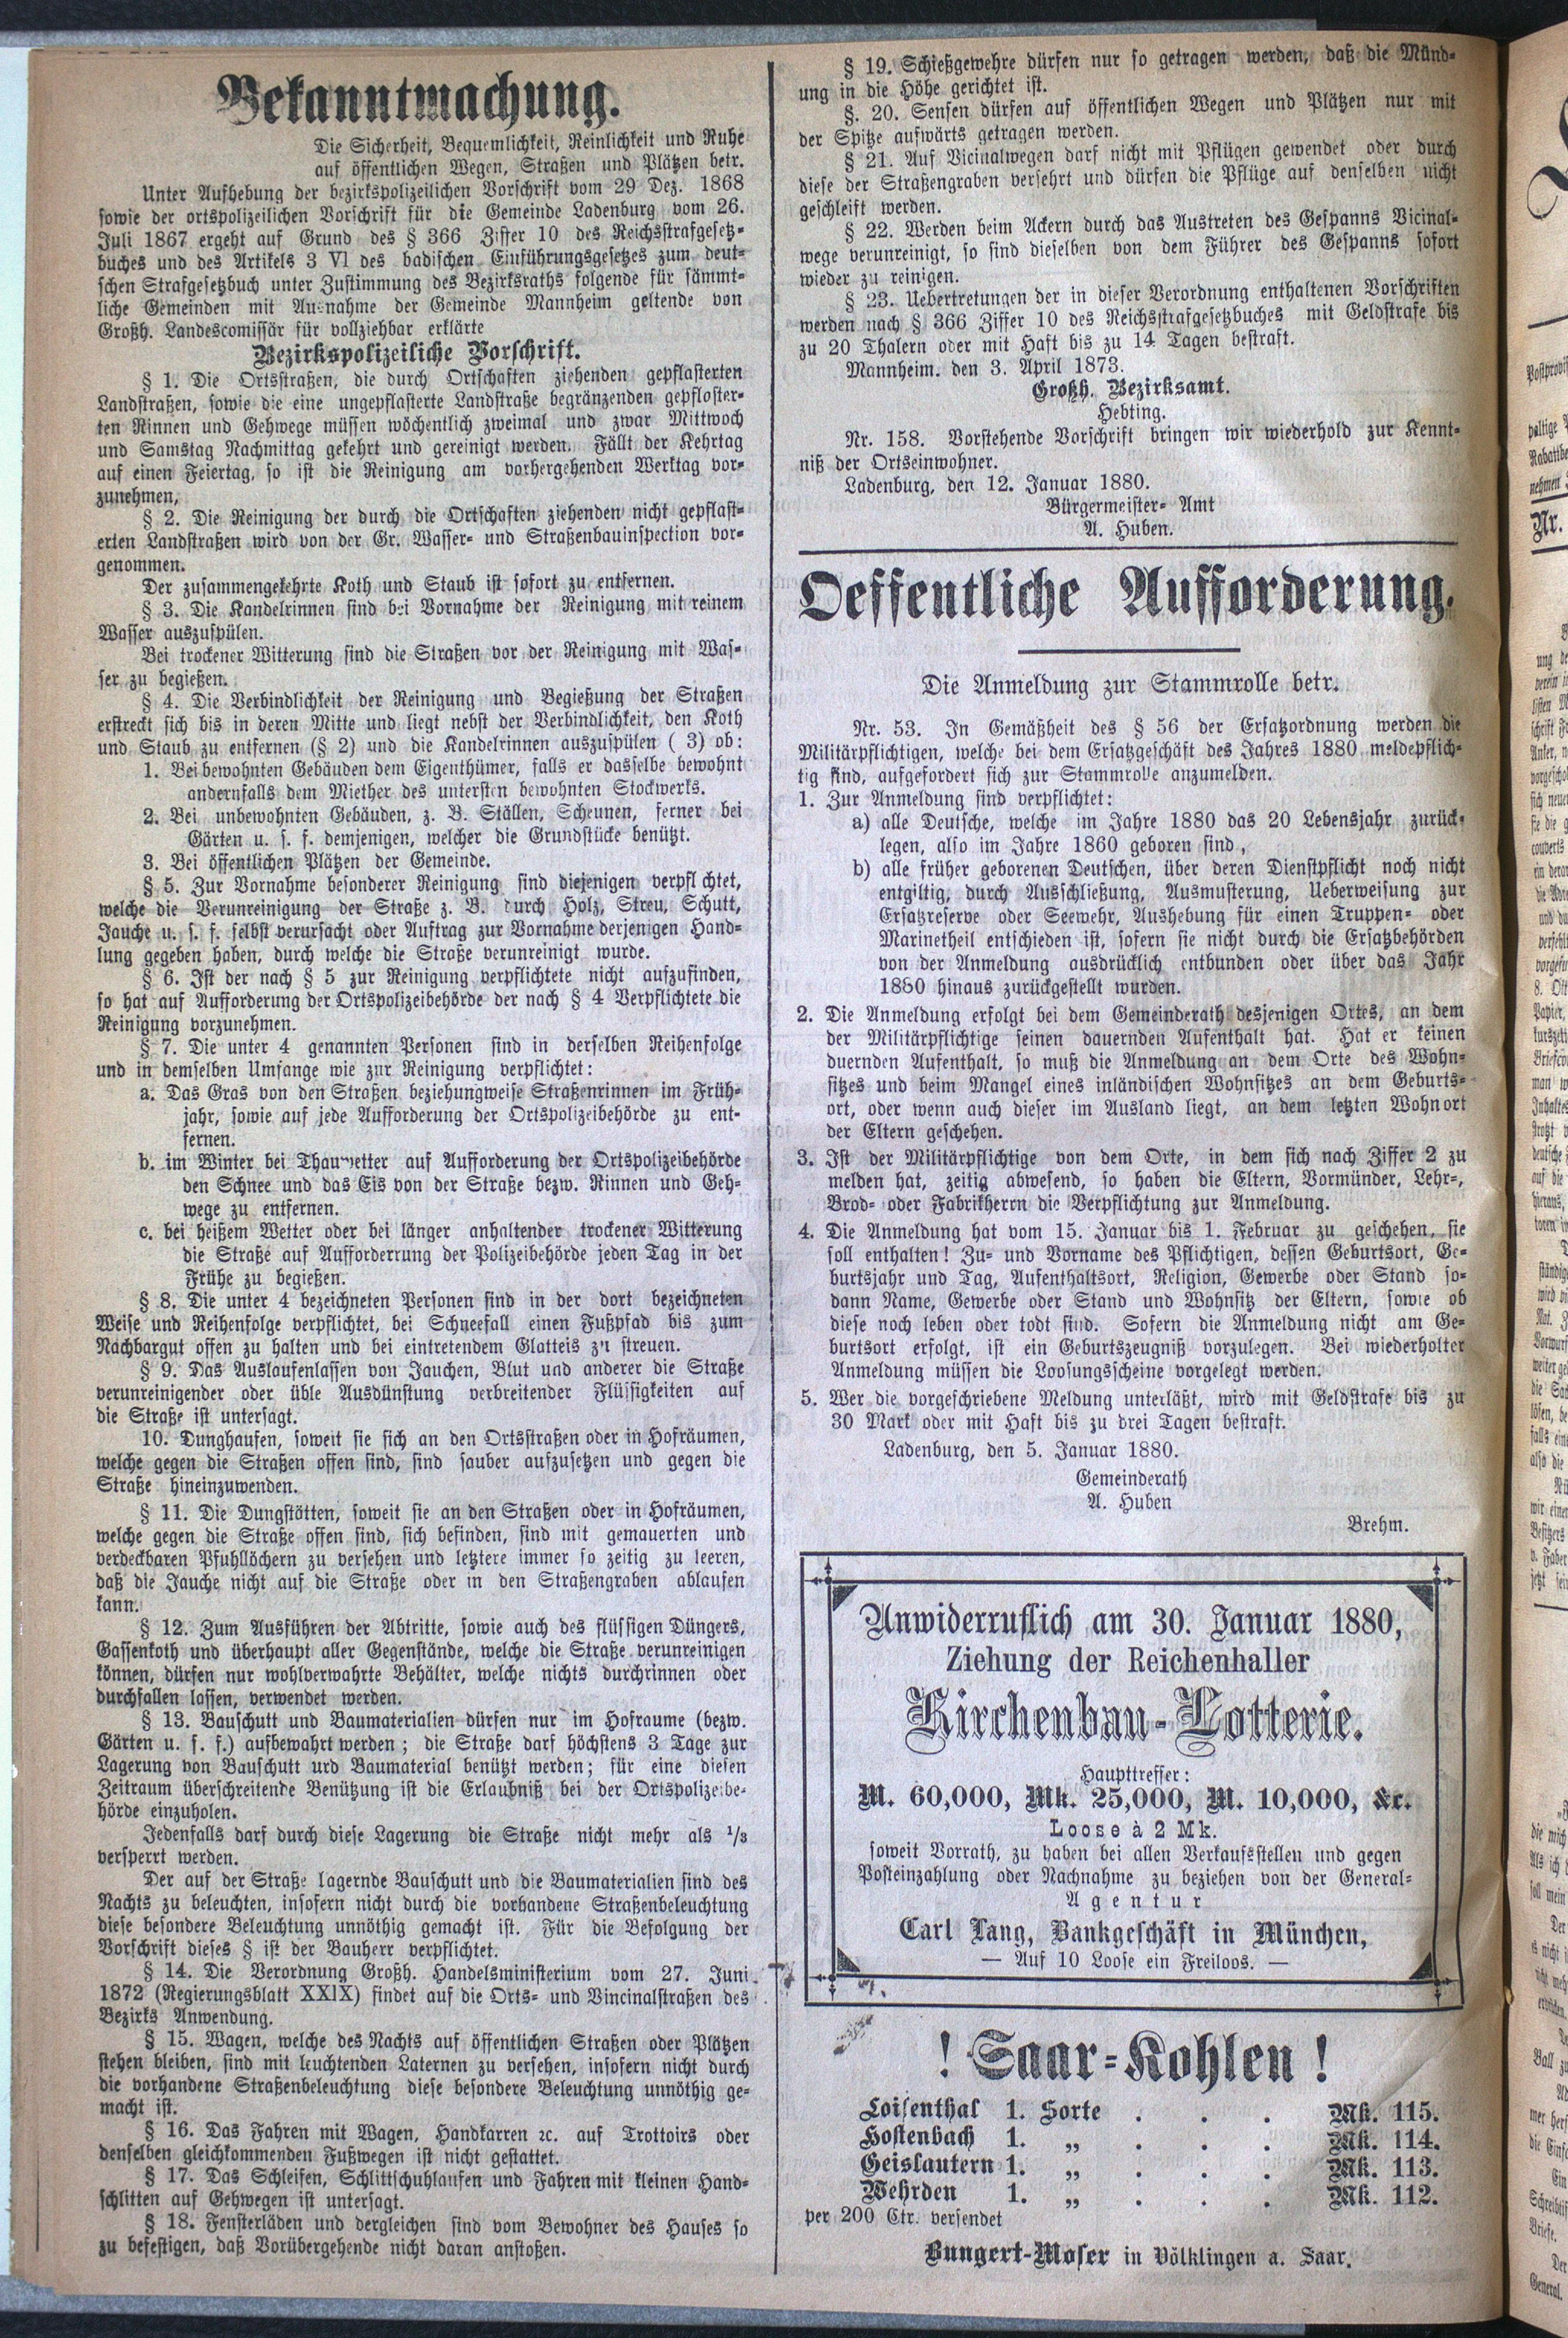 Bekanntmachung.
Die Sicherheit, Bequemlichkeit, Reinlichkeit und Ruhe
auf öffentlichen Wegen, Straßen und Plätzen betr.
Unter Aufhebung der bezirkspolizeilichen Vorschrift vom 29 Dez. 1868
sowie der ortspolizeilichen Vorschrift für die Gemeinde Ladenburg vom 26.
Juli 1867 ergeht auf Grund des § 366 Ziffer 10 des Reichsstrafgesetz-
buches und des Artikels 3 VI des badischen Einführungsgesetzes zum deut-
schen Strafgesetzbuch unter Zustimmung des Bezirksraths folgende für sämmt-
liche Gemeinden mit Ausnahme der Gemeinde Mannheim geltende von
Großh. Landescomissär für vollziehbar erklärte
Bezirkspolizeiliche Vorschrift.
§ 1. Die Ortsstraßen, die durch Ortschaften ziehenden gepflasterten
Landstraßen, sowie die eine ungepflasterte Landstraße begränzenden gepflaster-
ten Rinnen und Gehwege müssen wöchentlich zweimal und zwar Mittwoch
und Samstag Nachmittag gekehrt und gereinigt werden. Fällt der Kehrtag
auf einen Feiertag, so ist die Reinigung am vorhergehenden Werktag vor-
zunehmen,
§ 2. Die Reinigung der durch die Ortschaften ziehenden nicht gepflast-
erten Landstraßen wird von der Gr. Wasser- und Straßenbauinspection vor-
genommen.
Der zusammengekehrte Koth und Staub ist sofort zu entfernen.
§ 3. Die Kandelrinnen sind bei Vornahme der Reinigung mit reinem
Wasser auszuspülen.
Bei trockener Witterung sind die Straßen vor der Reinigung mit Was-
ser zu begießen.
§ 4. Die Verbindlichkeit der Reinigung und Begießung der Straßen
erstreckt sich bis in deren Mitte und liegt nebst der Verbindlichkeit, den Koth
und Staub zu entfernen (§ 2) und die Kandelrinnen auszuspülen ( 3) ob:
1. Bei bewohnten Gebäuden dem Eigenthümer, falls er dasselbe bewohnt
andernfalls dem Miether des untersten bewohnten Stockwerks.
2. Bei unbewohnten Gebäuden, z. B. Ställen, Scheunen, ferner bei
Gärten u. s. f. demjenigen, welcher die Grundstücke benützt.
3. Bei öffentlichen Plätzen der Gemeinde.
§ 5. Zur Vornahme besonderer Reinigung sind diejenigen verpfl chtet,
welche die Verunreinigung der Straße z. B. durch Holz, Streu, Schutt,
Jauche u. s. f. selbst verursacht oder Auftrag zur Vornahme derjenigen Hand-
lung gegeben haben, durch welche die Straße verunreinigt wurde.
§ 6. Ist der nach § 5 zur Reinigung verpflichtete nicht aufzufinden,
so hat auf Aufforderung der Ortspolizeibehörde der nach § 4 Verpflichtete die
Reinigung vorzunehmen.
§ 7. Die unter 4 genannten Personen sind in derselben Reihenfolge
und in demselben Umfange wie zur Reinigung verpflichtet:
a. Das Gras von den Straßen beziehungweise Straßenrinnen im Früh-
jahr, sowie auf jede Aufforderung der Ortspolizeibehörde zu ent-
fernen.
b. im Winter bei Thauwetter auf Aufforderung der Ortspolizeibehörde
den Schnee und das Eis von der Straße bezw. Rinnen und Geh-
wege zu entfernen.
c. bei heißem Wetter oder bei länger anhaltender trockener Witterung
die Straße auf Aufforderrung der Polizeibehörde jeden Tag in der
Frühe zu begießen.
§ 8. Die unter 4 bezeichneten Personen sind in der dort bezeichneten
Weise und Reihenfolge verpflichtet, bei Schneefall einen Fußpfad bis zum
Nachbargut offen zu halten und bei eintretendem Glatteis zu streuen.
§ 9. Das Auslaufenlassen von Jauchen, Blut und anderer die Straße
verunreinigender oder üble Ausdünstung verbreitender Flüssigkeiten auf
die Straße ist untersagt.
10. Dunghaufen, soweit sie sich an den Ortsstraßen oder in Hofräumen,
welche gegen die Straßen offen sind, sind sauber aufzusetzen und gegen die
Straße hineinzuwenden.
§ 11. Die Dungstätten, soweit sie an den Straßen oder in Hofräumen,
welche gegen die Straße offen sind, sich befinden, sind mit gemauerten und
verdeckbaren Pfuhllöchern zu versehen und letztere immer so zeitig zu leeren,
daß die Jauche nicht auf die Straße oder in den Straßengraben ablaufen
kann.
§ 12. Zum Ausführen der Abtritte, sowie auch des flüssigen Düngers,
Gassenkoth und überhaupt aller Gegenstände, welche die Straße verunreinigen
können, dürfen nur wohlverwahrte Behälter, welche nichts durchrinnen oder
durchfallen lassen, verwendet werden.
§ 13. Bauschutt und Baumaterialien dürfen nur im Hofraume (bezw.
Gärten u. s. f.) aufbewahrt werden; die Straße darf höchstens 3 Tage zur
Lagerung von Bauschutt urd Baumaterial benützt werden; für eine diesen
Zeitraum überschreitende Benützung ist die Erlaubniß bei der Ortspolizeibe-
hörde einzuholen.
Jedenfalls darf durch diese Lagerung die Straße nicht mehr als 1/3
versperrt werden.
Der auf der Straße lagernde Bauschutt und die Baumaterialien sind des
Nachts zu beleuchten, insofern nicht durch die vorhandene Straßenbeleuchtung
diese besondere Beleuchtung unnöthig gemacht ist. Für die Befolgung der
Vorschrift dieses § ist der Bauherr verpflichtet.
§ 14. Die Verordnung Großh. Handelsministerium vom 27. Juni
1872 (Regierungsblatt XXIX) findet auf die Orts- und Vincinalstraßen des
Bezirks Anwendung.
§ 15. Wagen, welche des Nachts auf öffentlichen Straßen oder Plätzen
stehen bleiben, sind mit leuchtenden Laternen zu versehen, insofern nicht durch
die vorhandene Straßenbeleuchtung diese besondere Beleuchtung unnöthig ge-
macht ist.
§ 16. Das Fahren mit Wagen, Handkarren ꝛc. auf Trottoirs oder
denselben gleichkommenden Fußwegen ist nicht gestattet.
§ 17. Das Schleifen, Schlittschuhlaufen und Fahren mit kleinen Hand-
schlitten auf Gehwegen ist untersagt.
§ 18. Fensterläden und dergleichen sind vom Bewohner des Hauses so
zu befestigen, daß Vorübergehende nicht daran anstoßen.
§ 19. Schießgewehre dürfen nur so getragen werden, daß die Münd-
ung in die Höhe gerichtet ist.
§. 20. Sensen dürfen auf öffentlichen Wegen und Plätzen nur mit
der Spitze aufwärts getragen werden.
§ 21. Auf Vicinalwegen darf nicht mit Pflügen gewendet oder durch
diese der Straßengraben versehrt und dürfen die Pflüge auf denselben nicht
geschleift werden.
§ 22. Werden beim Ackern durch das Austreten des Gespanns Vicinal-
wege verunreinigt, so sind dieselben von dem Führer des Gespanns sofort
wieder zu reinigen.
§ 23. Uebertretungen der in dieser Verordnung enthaltenen Vorschriften
werden nach § 366 Ziffer 10 des Reichsstrafgesetzbuches mit Geldstrafe bis
zu 20 Thalern oder mit Haft bis zu 14 Tagen bestraft.
Mannheim. den 3. April 1873.
Großh. Bezirksamt.
Hebting.
Nr. 158. Vorstehende Vorschrift bringen wir wiederhold zur Kennt-
niß der Ortseinwohner.
Ladenburg, den 12. Januar 1880.
Bürgermeister- Amt
A. Huben.
Oeffentliche Aufforderung.
Die Anmeldung zur Stammrolle betr.
Nr. 53. In Gemäßheit des § 56 der Ersatzordnung werden die
Militärpflichtigen, welche bei dem Ersatzgeschäft des Jahres 1880 meldepflich-
tig sind, aufgefordert sich zur Stammrolle anzumelden.
1. Zur Anmeldung sind verpflichtet:
a) alle Deutsche, welche im Jahre 1880 das 20 Lebensjahr zurück-
legen, also im Jahre 1860 geboren sind,
b) alle früher geborenen Deutschen, über deren Dienstpflicht noch nicht
entgiltig, durch Ausschließung, Ausmusterung, Ueberweisung zur
Ersatzreserve oder Seewehr, Aushebung für einen Truppen- oder
Marinetheil entschieden ist, sofern sie nicht durch die Ersatzbehörden
von der Anmeldung ausdrücklich entbunden oder über das Jahr
1880 hinaus zurückgestellt wurden.
2. Die Anmeldung erfolgt bei dem Gemeinderath desjenigen Ortes, an dem
der Militärpflichtige seinen dauernden Aufenthalt hat. Hat er keinen
duernden Aufenthalt, so muß die Anmeldung an dem Orte des Wohn-
sitzes und beim Mangel eines inländischen Wohnsitzes an dem Geburts-
ort, oder wenn auch dieser im Ausland liegt, an dem letzten Wohnort
der Eltern geschehen.
3. Ist der Militärpflichtige von dem Orte, in dem sich nach Ziffer 2 zu
melden hat, zeitig abwesend, so haben die Eltern, Vormünder, Lehr-,
Brod- oder Fabrikherrn die Verpflichtung zur Anmeldung.
4. Die Anmeldung hat vom 15. Januar bis 1. Februar zu geschehen, sie
soll enthalten! Zu- und Vorname des Pflichtigen, dessen Geburtsort, Ge-
burtsjahr und Tag, Aufenthaltsort, Religion, Gewerbe oder Stand so-
dann Name, Gewerbe oder Stand und Wohnsitz der Eltern, sowie ob
diese noch leben oder todt sind. Sofern die Anmeldung nicht am Ge-
burtsort erfolgt, ist ein Geburtszeugniß vorzulegen. Bei wiederholter
Anmeldung müssen die Loosungsscheine vorgelegt werden.
5. Wer die vorgeschriebene Meldung unterläßt, wird mit Geldstrafe bis zu
30 Mark oder mit Haft bis zu drei Tagen bestraft.
Ladenburg, den 5. Januar 1880.
Gemeinderath
A. Huben
Brehm.
Anwiderruflich am 30. Januar 1880,
Ziehung der Reichenhaller
Kirchenbau-Lotterie.
Haupttreffer:
M. 60,000, Mk. 25,000, M. 10,000, &c.
Loose à 2 Mk.
soweit Vorrath, zu haben bei allen Verkaufsstellen und gegen
Posteinzahlung oder Nachnahme zu beziehen von der General-
Agentur
Carl Lang, Bankgeschäft in München,
— Auf 10 Loose ein Freiloos. —
! Saar-Kohlen !
Loisenthal 1. Sorte . . . Mk. 115.
Hostenbach 1. „ . . . Mk. 114.
Geislautern 1. „ . . . Mk. 113.
Wehrden 1. „ . . . Mk. 112.
per 200 Ctr. versendet
Bungert-Moser in Völklingen a. Saar.